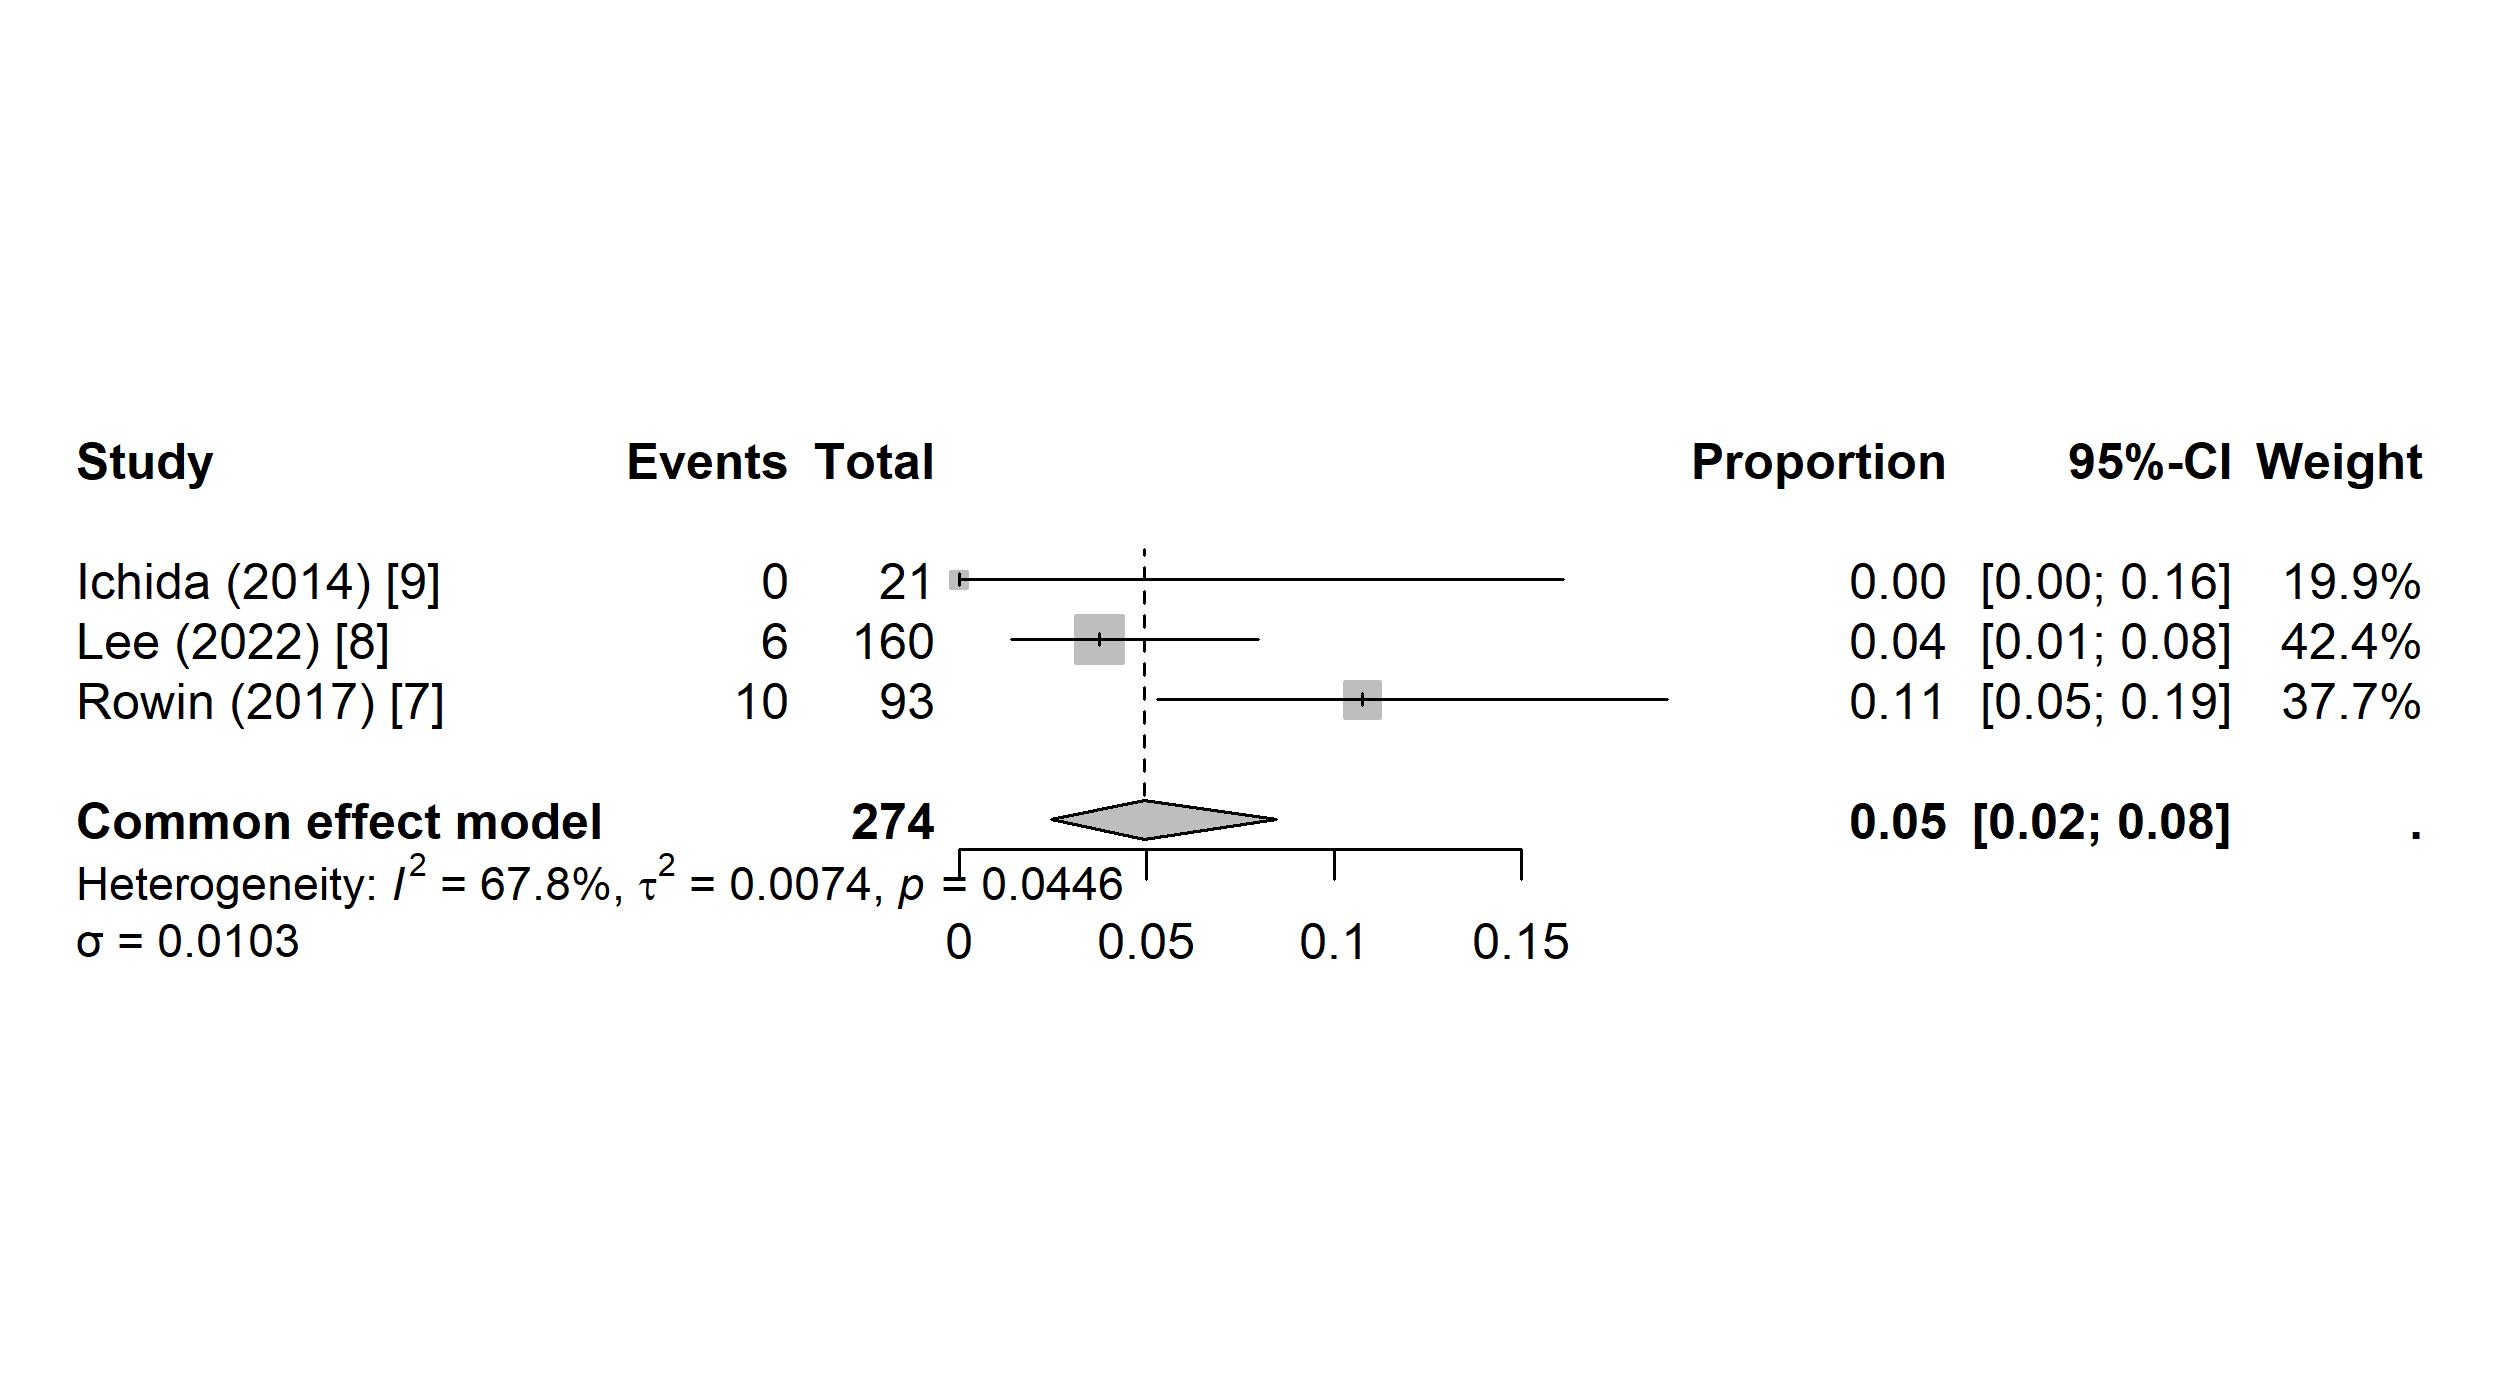 Study Events Total Proportion 95%-CI Weight
Ichida (2014) [9] 0 21 0.00 [0.00; 0.16] 19.9%
Lee (2022) [8] 6 160 0.04 [0.01; 0.08] 42.4%
Rowin (2017) [7] 10 93 0.11 [0.05; 0.19] 37.7%
Common effect model 274 0.05 [0.02; 0.08] .
Heterogeneity: I² = 67.8%, τ² = 0.0074, p = 0.0446
σ = 0.0103 0 0.05 0.1 0.15